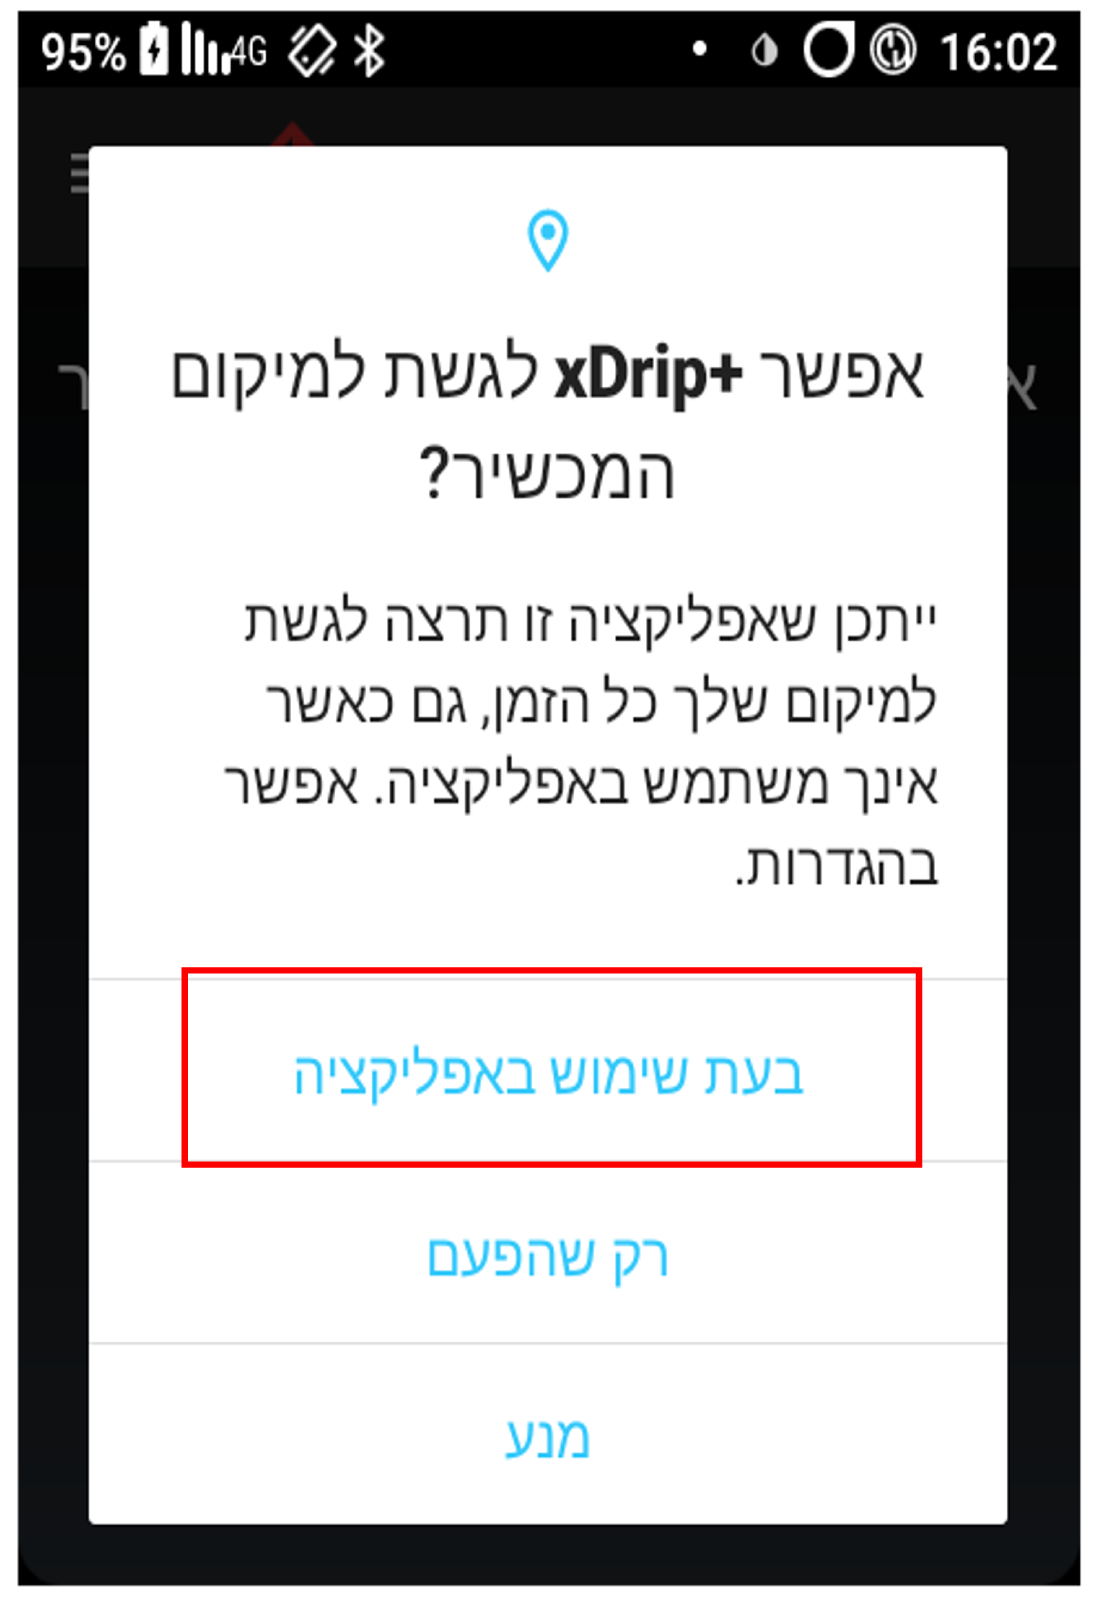 95% 4G 16:02
אפשר xDrip+‎ לגשת למיקום
המכשיר?
ייתכן שאפליקציה זו תרצה לגשת
למיקום שלך כל הזמן, גם כאשר
אינך משתמש באפליקציה. אפשר
בהגדרות.
בעת שימוש באפליקציה
רק שהפעם
מנע